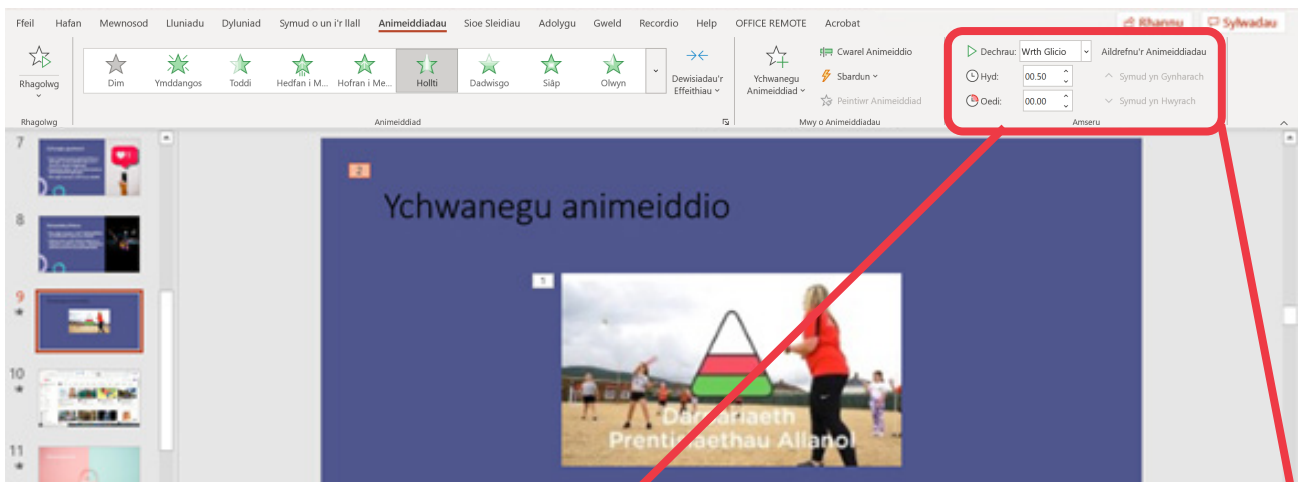 Ffeil Hafan Mewnosod Lluniadu Dyluniad Symud o un i'r llall Animeiddiadau Sioe Sleidiau Adolygu Gweld Recordio Help OFFICE REMOTE Acrobat Rhannu Sylwadau
Rhagolwg
Dim Ymddangos Toddi Hedfan i M... Hofran i Me... Hollti Dadwisgo Siâp Olwyn
Dewisiadau'r Effeithiau
Ychwanegu Animeiddiad
Cwarel Animeiddio
Sbardun
Peintiwr Animeiddiad
Dechrau: Wrth Glicio
Hyd: 00.50
Oedi: 00.00
Aildrefnu'r Animeiddiadau
Symud yn Gynharach
Symud yn Hwyrach
Rhagolwg Animeiddiad Mwy o Animeiddiadau Amseru
7
8
9
10
11
2
Ychwanegu animeiddio
1
Darpariaeth
Prentisiaethau Allanol